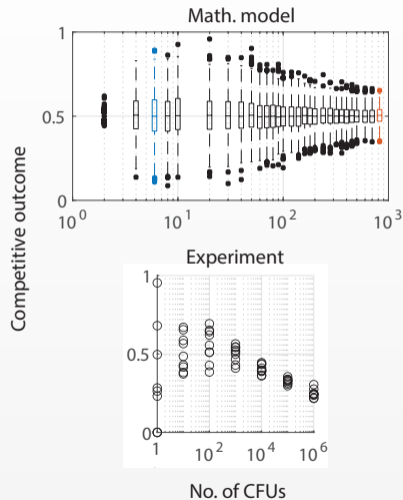 Math. model
Competitive outcome
1
0.5
0
10^0 10^1 10^2 10^3
Experiment
1
0.5
0
1 10^2 10^4 10^6
No. of CFUs